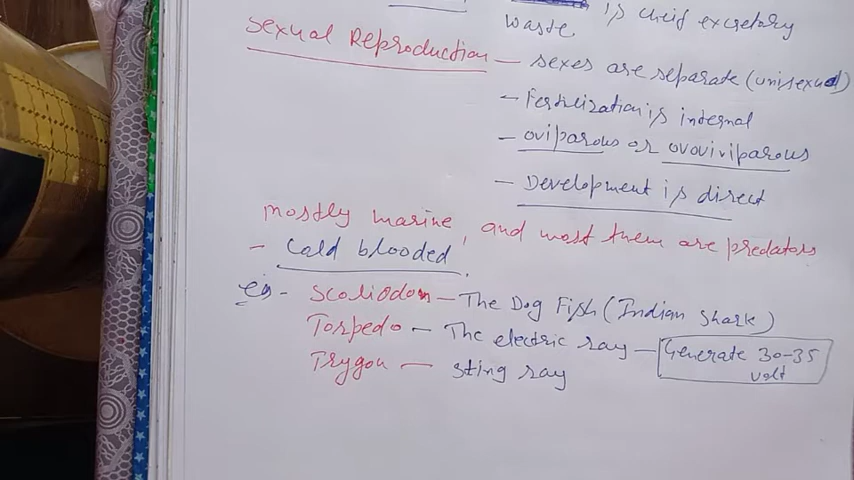 is cheif excretory
waste.
Sexual Reproduction — sexes are separate (unisexual)
- Fertilization is internal
- oviparous or ovoviviparous
- Development is direct
mostly marine, and most them are predators
- Cold blooded
eg - Scoliodon — The Dog Fish (Indian Shark)
Torpedo — The electric ray — Generate 30-35 volt
Trygon — sting ray